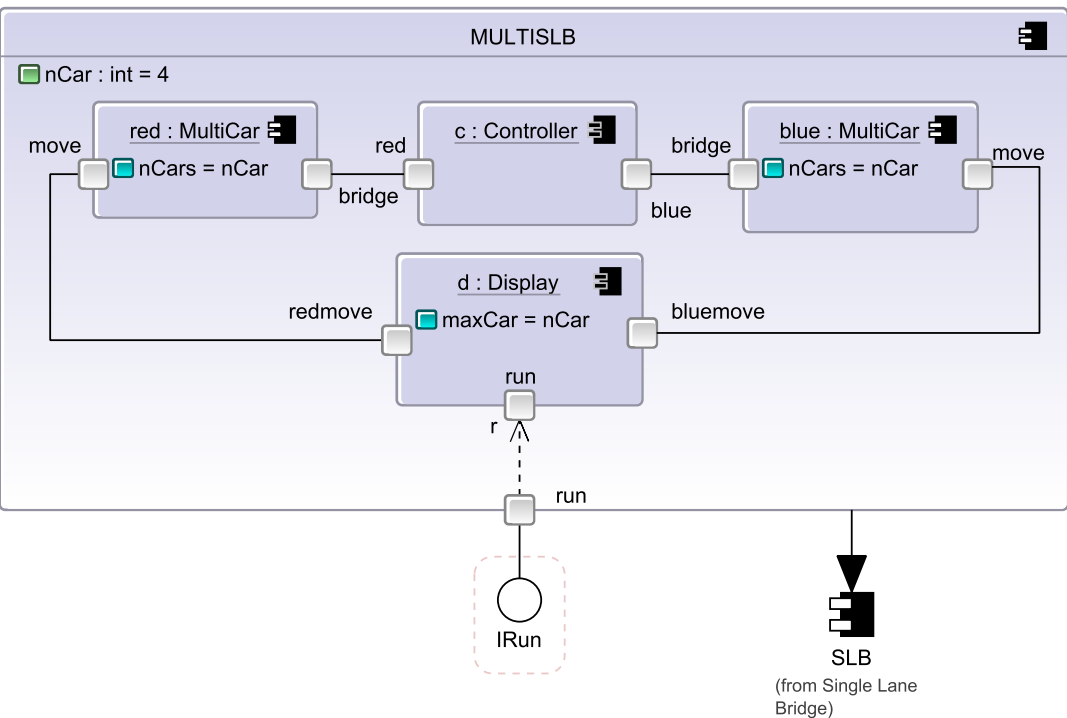 MULTISLB
nCar : int = 4
red : MultiCar
c : Controller
blue : MultiCar
move
red
bridge
move
nCars = nCar
nCars = nCar
bridge
blue
d : Display
redmove
maxCar = nCar
bluemove
run
r
run
IRun
SLB
(from Single Lane
Bridge)